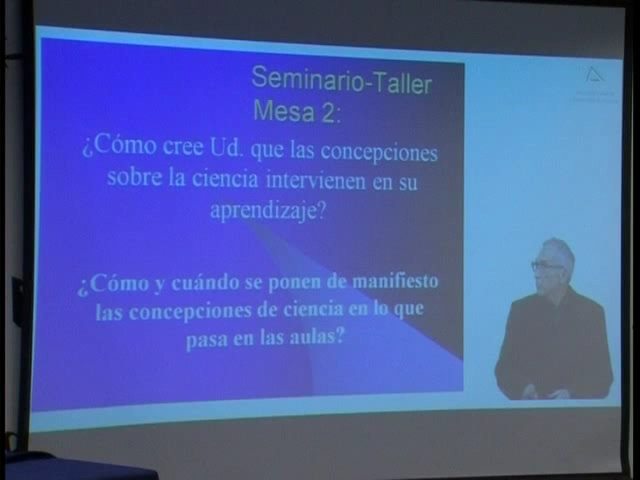 Seminario-Taller
Mesa 2:
¿Cómo cree Ud. que las concepciones
sobre la ciencia intervienen en su
aprendizaje?
¿Cómo y cuándo se ponen de manifiesto
las concepciones de ciencia en lo que
pasa en las aulas?